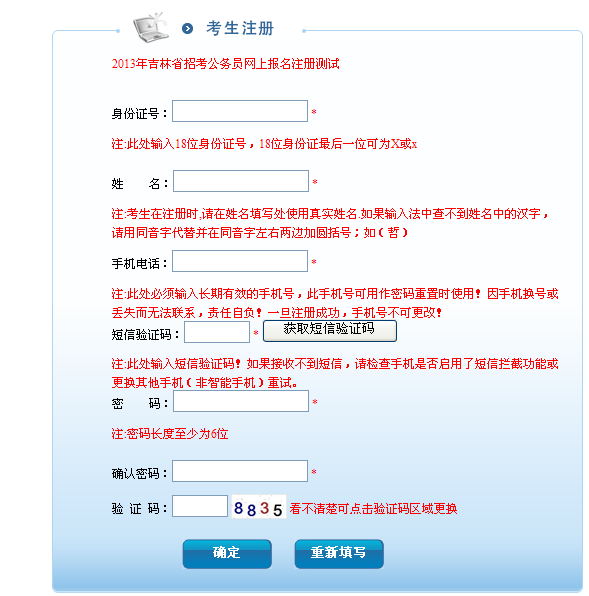 考生注册
2013年吉林省招考公务员网上报名注册测试
身份证号： *
注:此处输入18位身份证号，18位身份证最后一位可为X或x
姓　　名： *
注:考生在注册时,请在姓名填写处使用真实姓名.如果输入法中查不到姓名中的汉字，
请用同音字代替并在同音字左右两边加圆括号；如（哲）
手机电话： *
注:此处必须输入长期有效的手机号，此手机号可用作密码重置时使用！因手机换号或
丢失而无法联系，责任自负！一旦注册成功，手机号不可更改！
短信验证码： * 获取短信验证码
注:此处输入短信验证码！如果接收不到短信，请检查手机是否启用了短信拦截功能或
更换其他手机（非智能手机）重试。
密　　码： *
注:密码长度至少为6位
确认密码： *
验 证 码： 8835 看不清楚可点击验证码区域更换
确定 重新填写